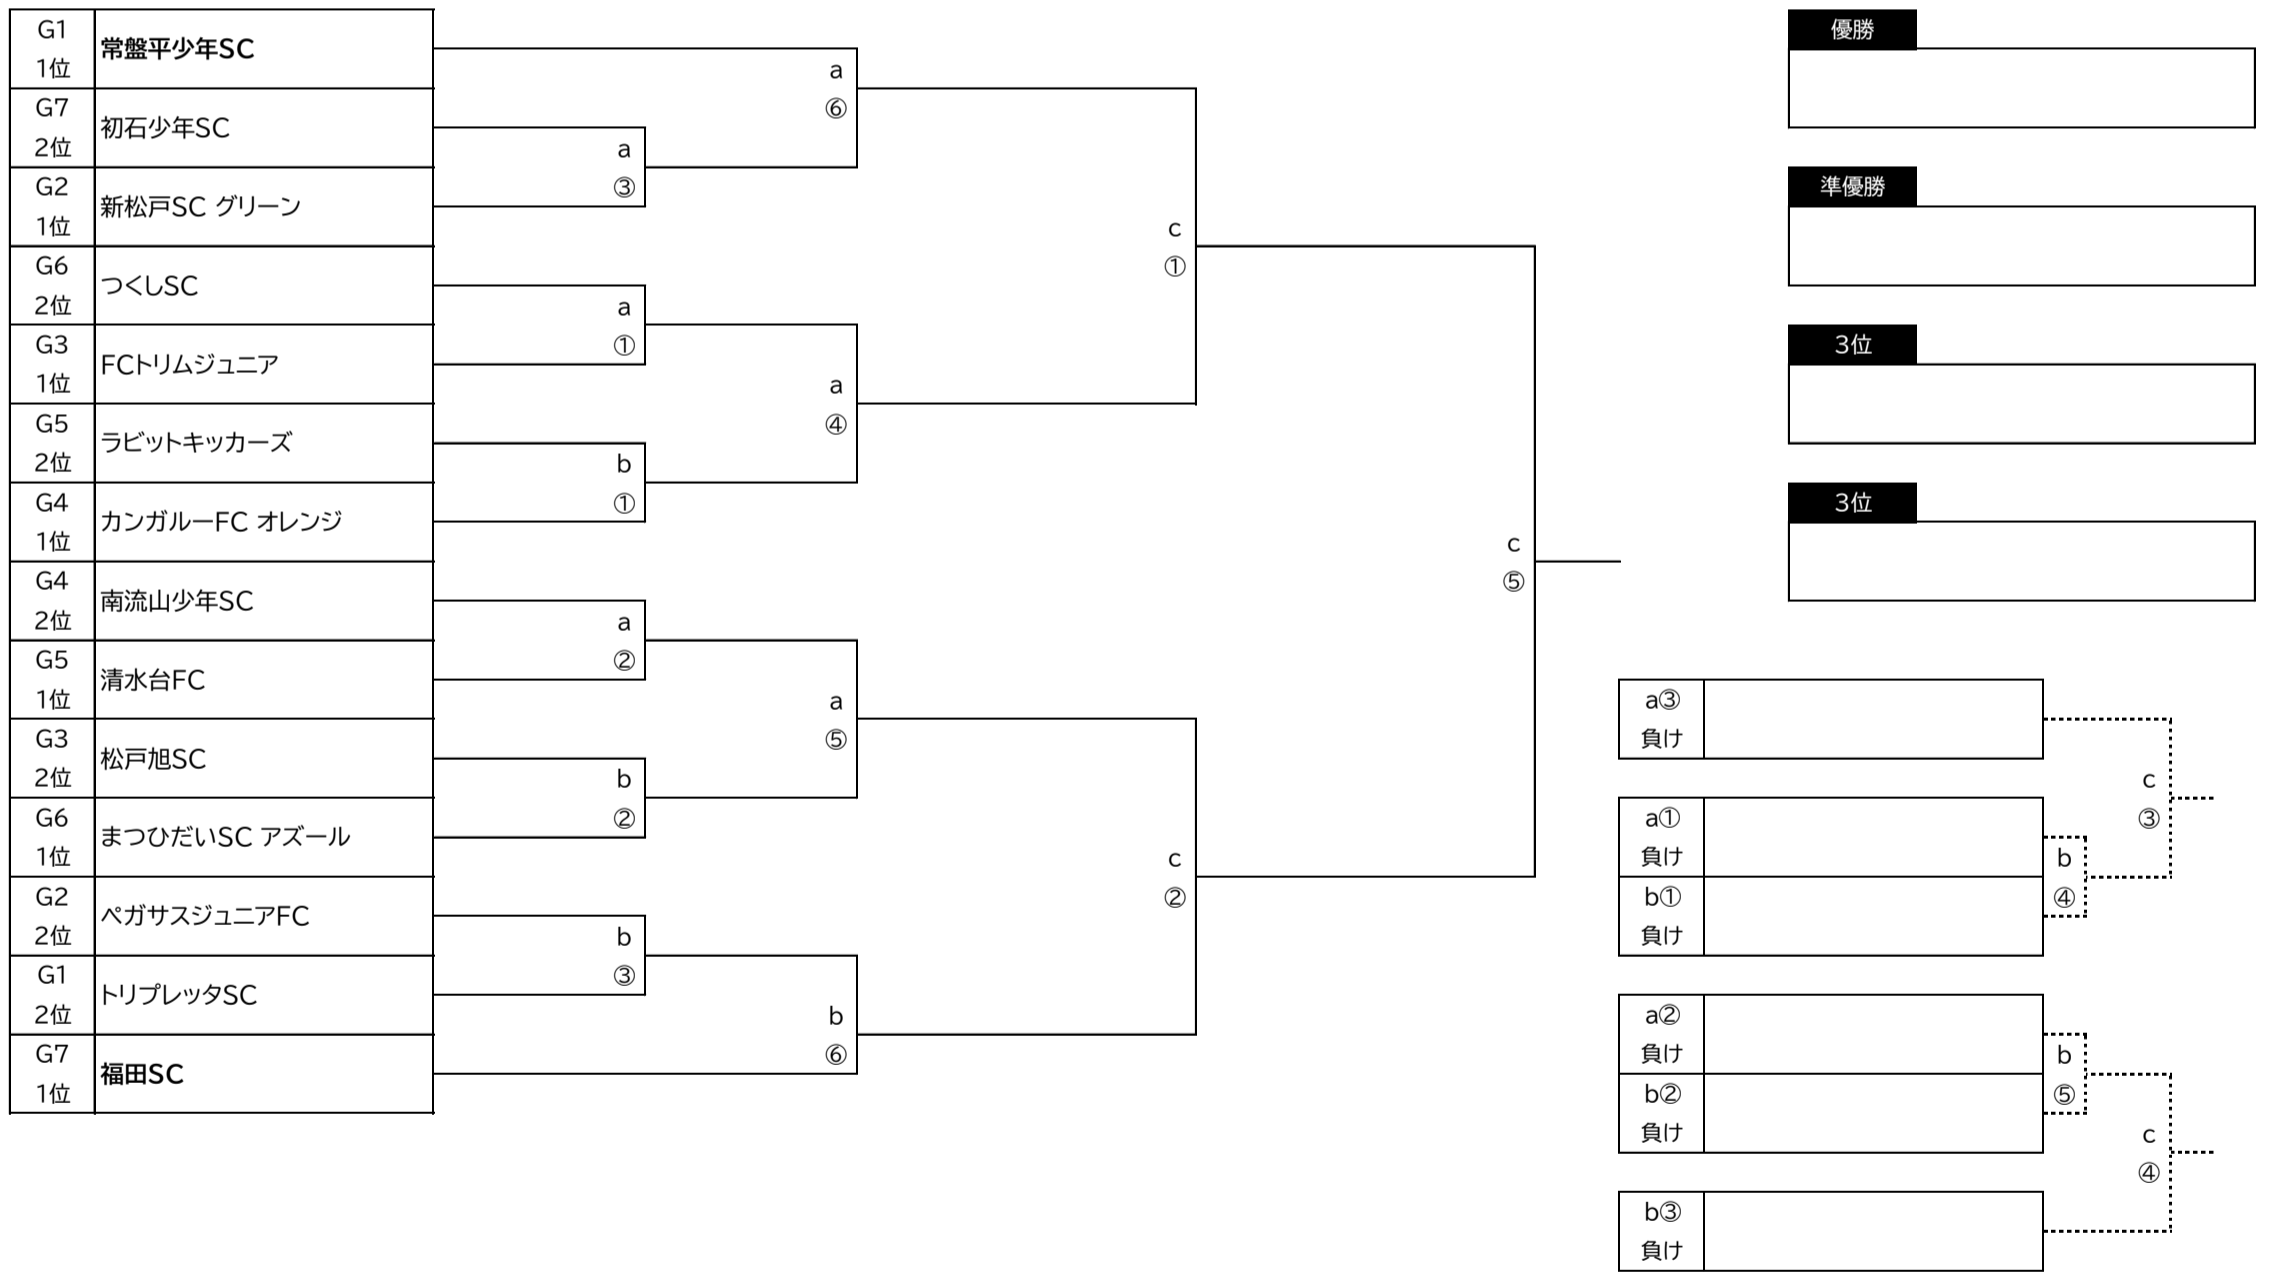 G1
1位
常盤平少年SC
G7
2位
初石少年SC
G2
1位
新松戸SC グリーン
G6
2位
つくしSC
G3
1位
FCトリムジュニア
G5
2位
ラビットキッカーズ
G4
1位
カンガルーFC オレンジ
G4
2位
南流山少年SC
G5
1位
清水台FC
G3
2位
松戸旭SC
G6
1位
まつひだいSC アズール
G2
2位
ペガサスジュニアFC
G1
2位
トリプレッタSC
G7
1位
福田SC
a
③
a
①
b
①
a
②
b
②
b
③
a
⑥
a
④
a
⑤
b
⑥
c
①
c
②
c
⑤
優勝
準優勝
3位
3位
a③
負け
a①
負け
b①
負け
b
④
c
③
a②
負け
b②
負け
b
⑤
b③
負け
c
④